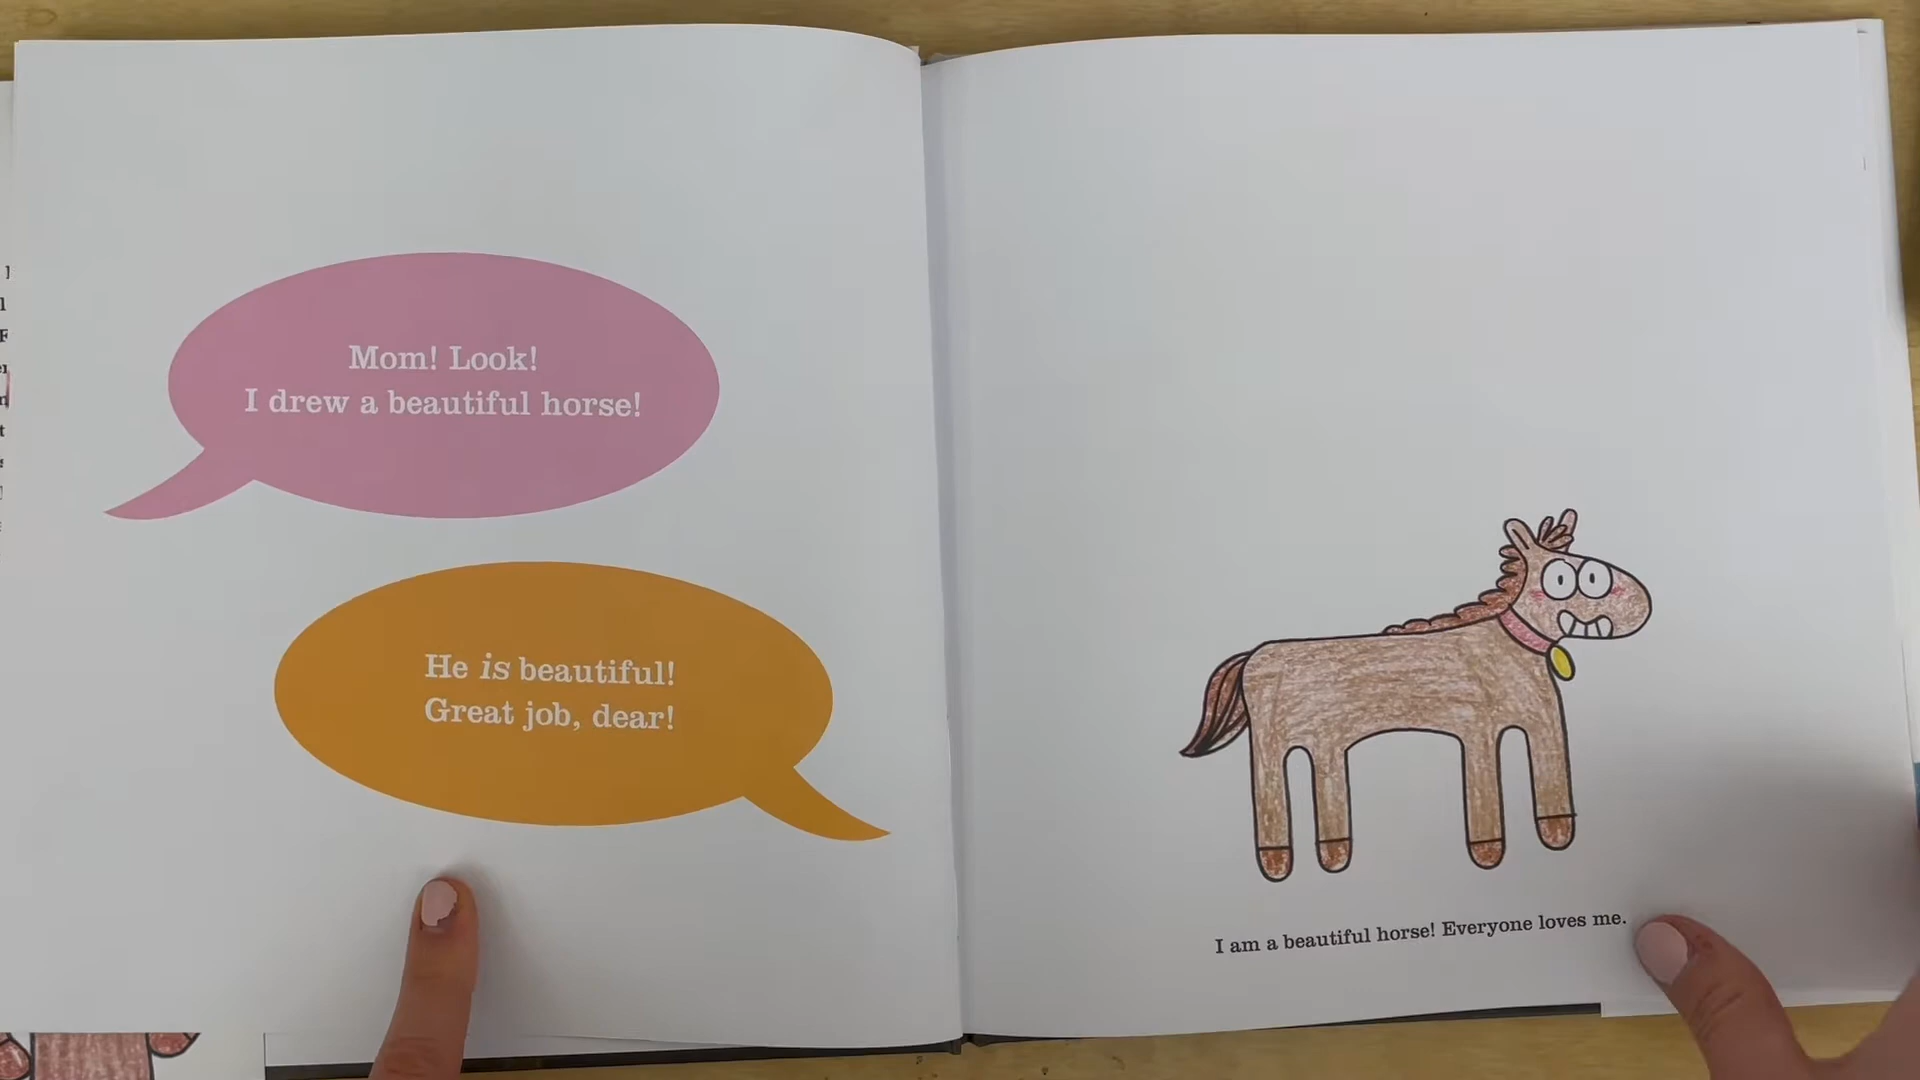 Mom! Look!
I drew a beautiful horse!
He is beautiful!
Great job, dear!
I am a beautiful horse! Everyone loves me.